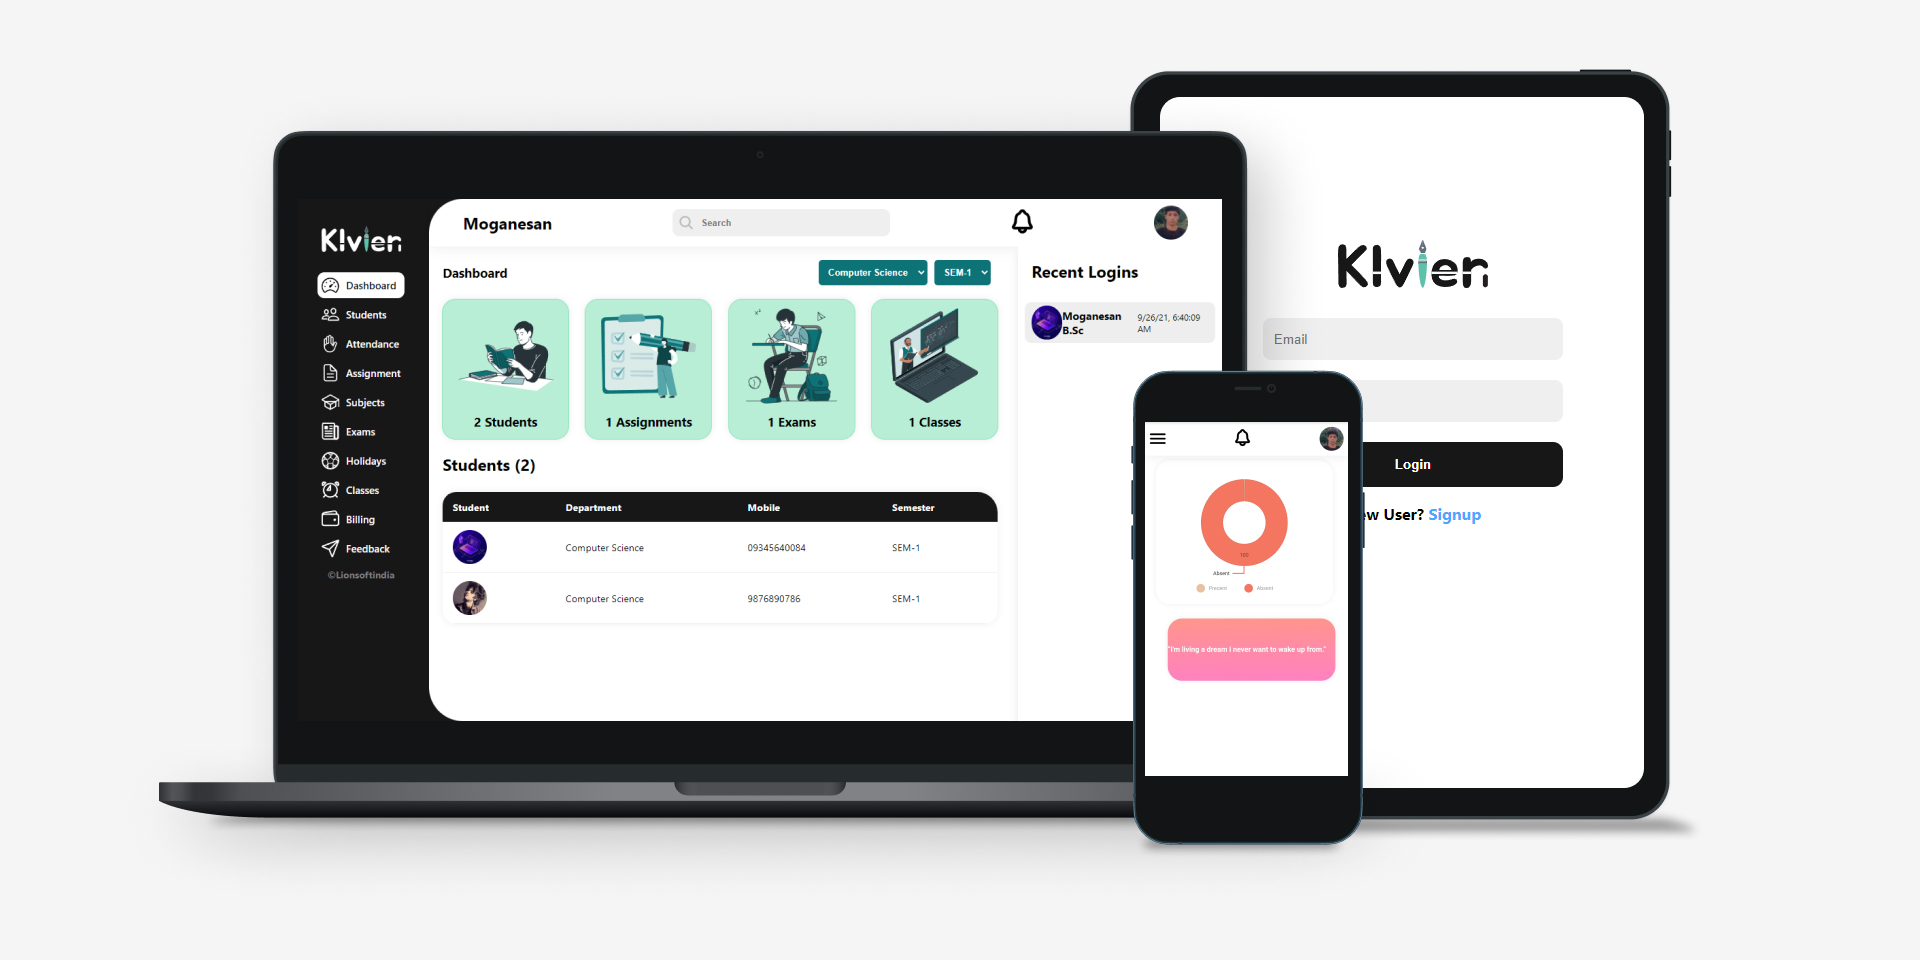 Klvien
Dashboard
Students
Attendance
Assignment
Subjects
Exams
Holidays
Classes
Billing
Feedback
©Lionsoftindia
Moganesan
Search
Dashboard
Computer Science
SEM-1
2 Students
1 Assignments
1 Exams
1 Classes
Students (2)
Student Department Mobile Semester
Computer Science 09345640084 SEM-1
Computer Science 9876890786 SEM-1
Recent Logins
Moganesan
B.Sc
9/26/21, 6:40:09
AM
100
Absent
Present Absent
"I'm living a dream I never want to wake up from."
Klvien
Email
Login
ew User? Signup